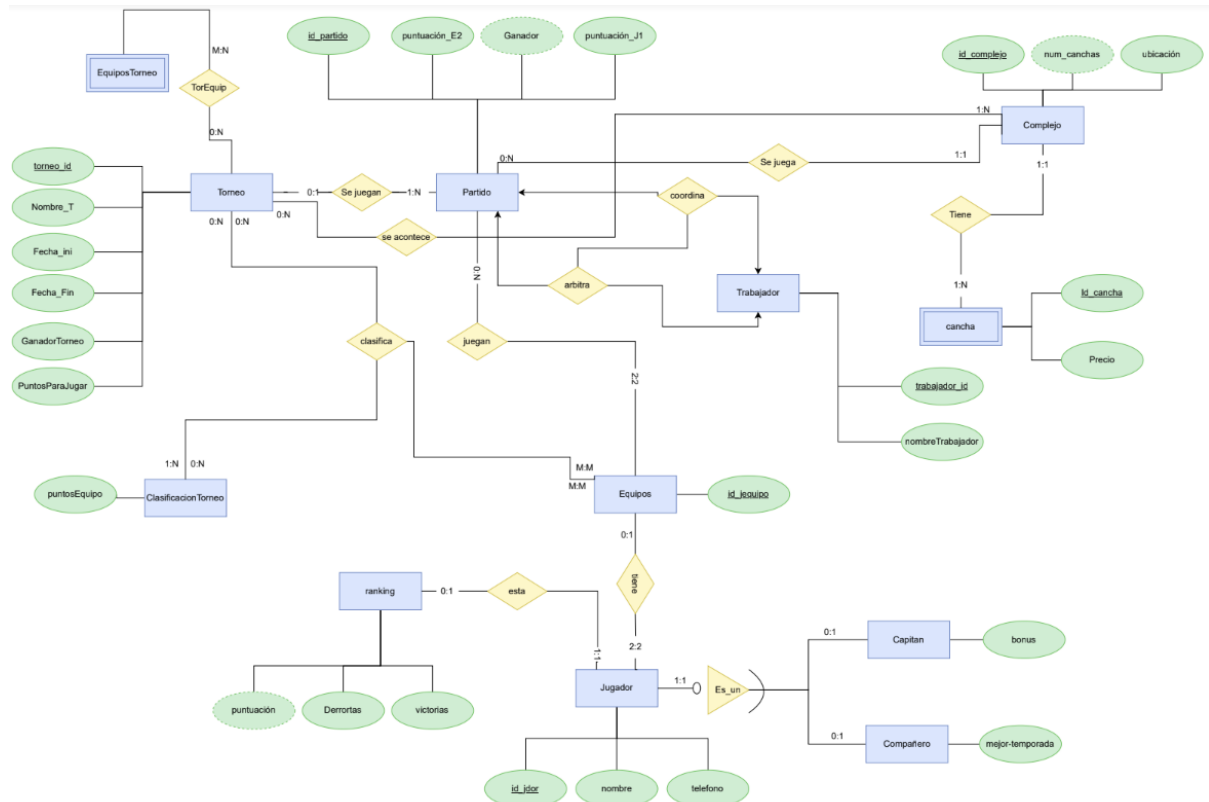 id_partido
puntuación_E2
Ganador
puntuación_J1
id_complejo
num_canchas
ubicación
M:N
EquiposTorneo
TorEquip
1:N
Complejo
0:N
0:N
1:1
Se juega
1:1
torneo_id
Torneo
0:1
Se juegan
1:N
Partido
coordina
Nombre_T
0:N
0:N
0:N
se acontece
Tiene
Fecha_ini
0:N
arbitra
Trabajador
1:N
Id_cancha
Fecha_Fin
cancha
GanadorTorneo
clasifica
juegan
Precio
PuntosParaJugar
2:2
trabajador_id
nombreTrabajador
1:N
0:N
M:M
M:M
puntosEquipo
ClasificacionTorneo
Equipos
id_jequipo
0:1
ranking
0:1
esta
tiene
0:1
Capitan
bonus
1:1
2:2
puntuación
Derrortas
victorias
Jugador
1:1
Es_un
0:1
Compañero
mejor-temporada
id_jdor
nombre
telefono